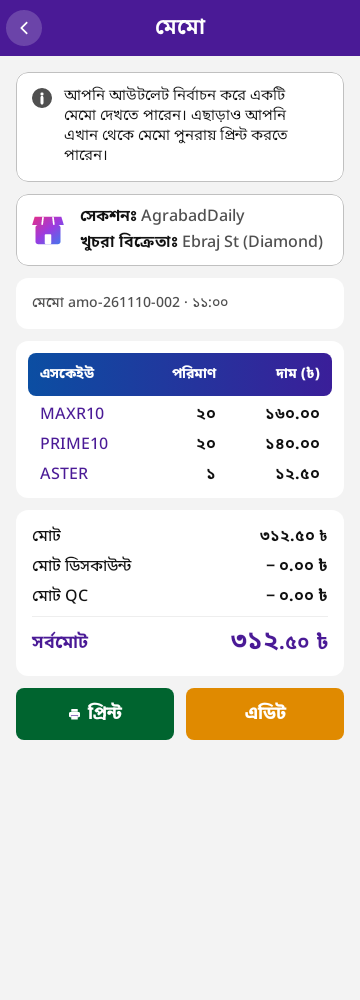 মেমো
আপনি আউটলেট নির্বাচন করে একটি
মেমো দেখতে পারেন। এছাড়াও আপনি
এখান থেকে মেমো পুনরায় প্রিন্ট করতে
পারেন।
সেকশনঃ AgrabadDaily
খুচরা বিক্রেতাঃ Ebraj St (Diamond)
মেমো amo-261110-002 · ১১:০০
এসকেইউ পরিমাণ দাম (৳)
MAXR10 ২০ ১৬০.০০
PRIME10 ২০ ১৪০.০০
ASTER ১ ১২.৫০
মোট ৩১২.৫০ ৳
মোট ডিসকাউন্ট – ০.০০ ৳
মোট QC – ০.০০ ৳
সর্বমোট ৩১২.৫০ ৳
প্রিন্ট এডিট